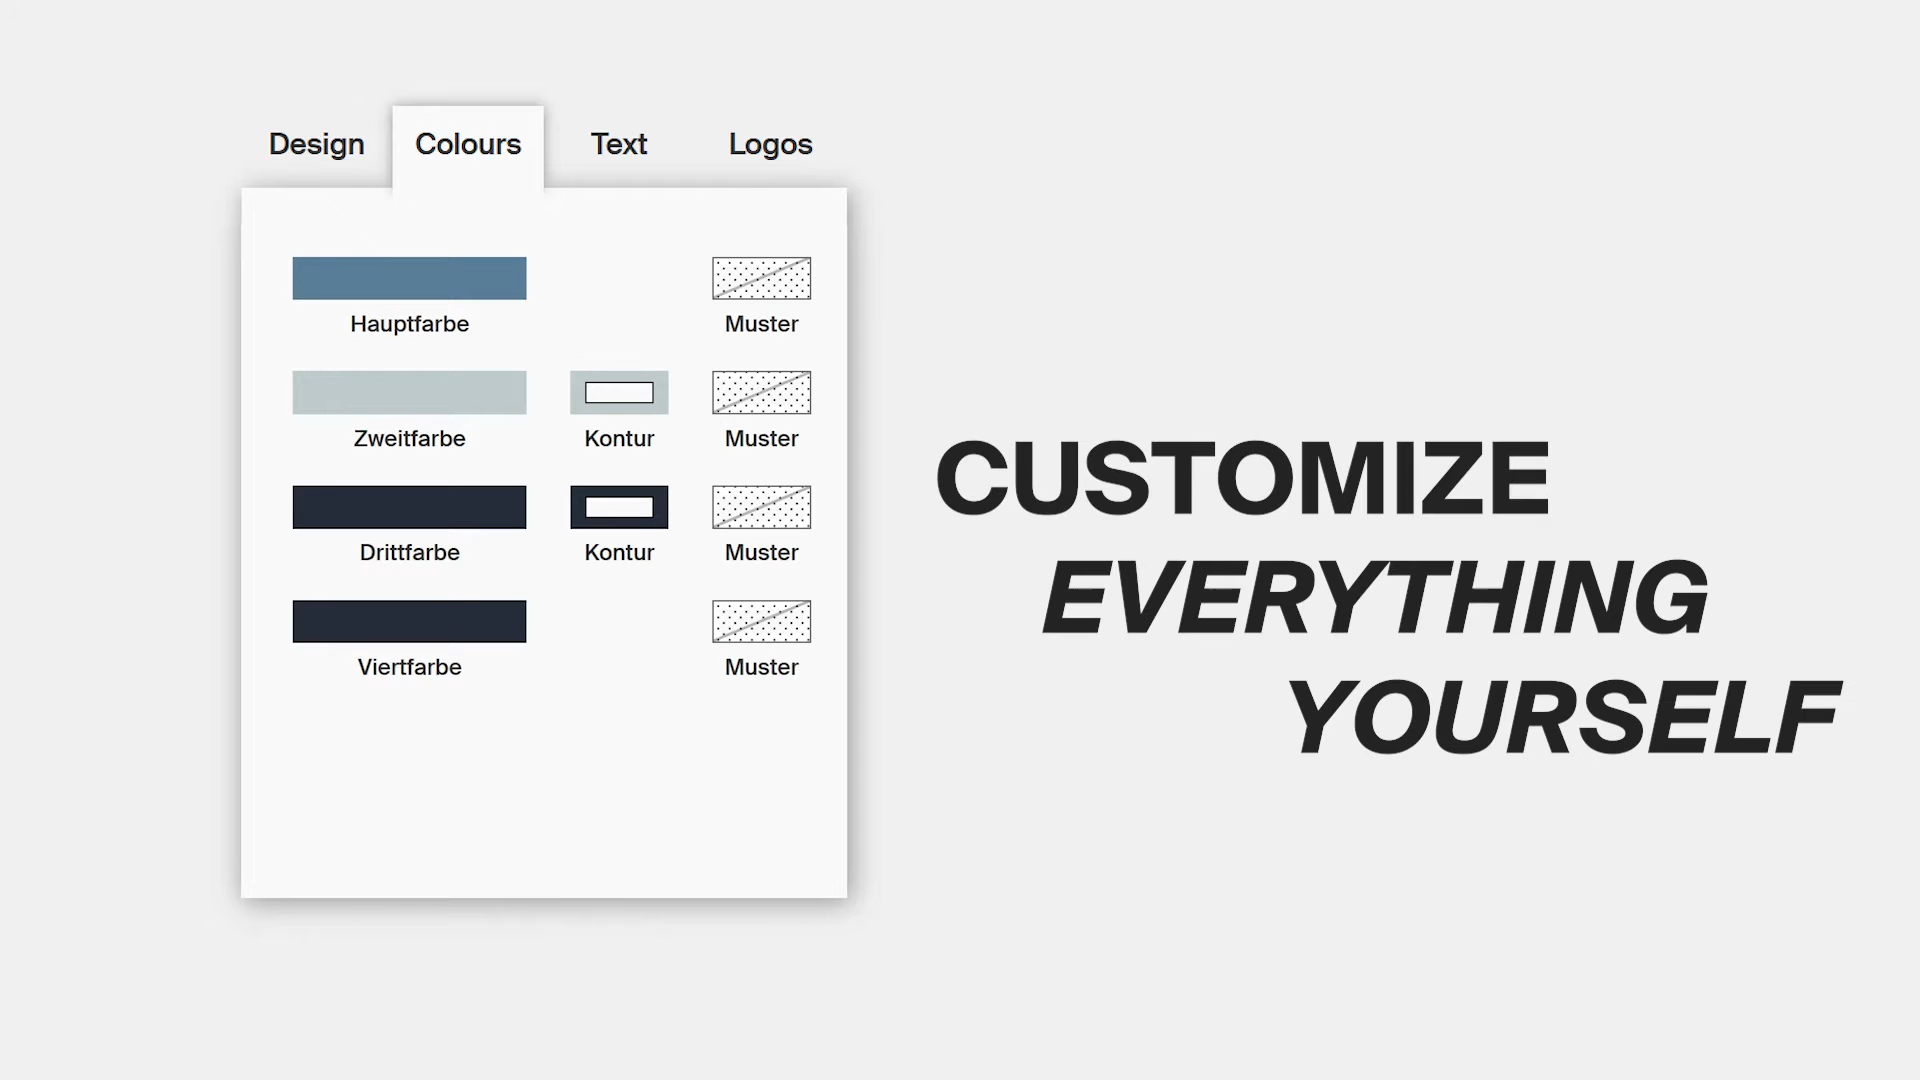 Design Colours Text Logos
Hauptfarbe Muster
Zweitfarbe Kontur Muster
Drittfarbe Kontur Muster
Viertfarbe Muster
CUSTOMIZE
EVERYTHING
YOURSELF